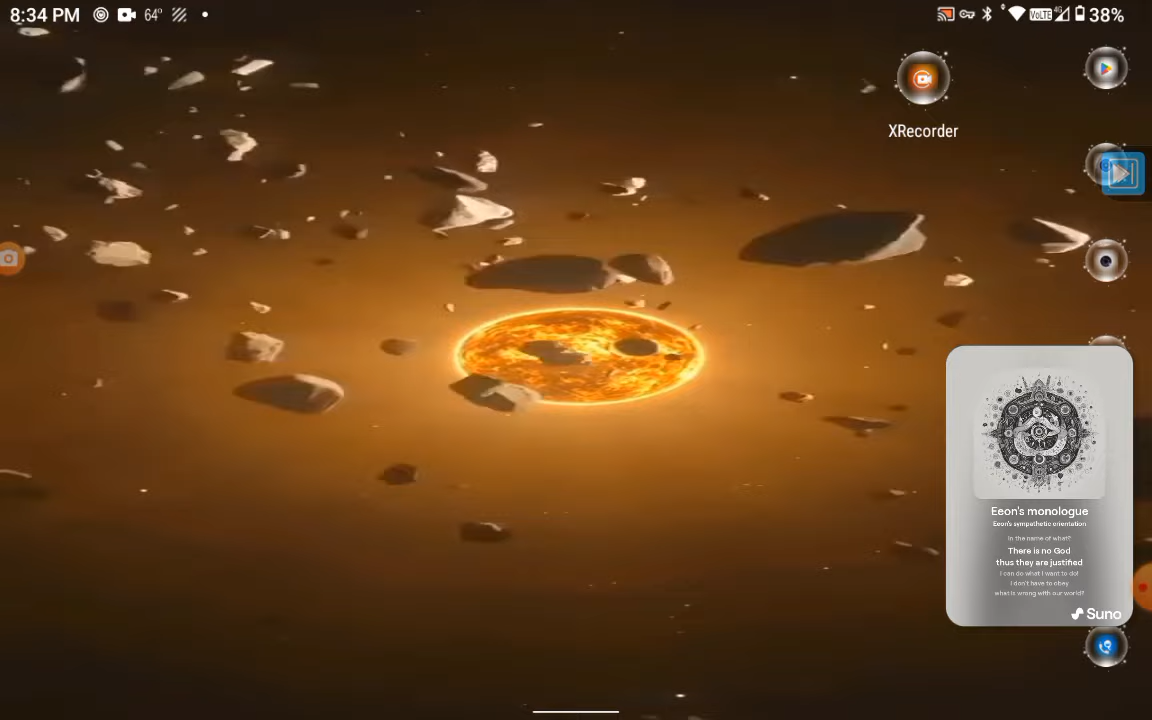 8:34 PM 64° VoLTE 4G 38%
XRecorder
Eeon's monologue
Eeon's sympathetic orientation
In the name of what?
There is no God
thus they are justified
I can do what I want to do!
I don't have to obey
what is wrong with our world?
Suno